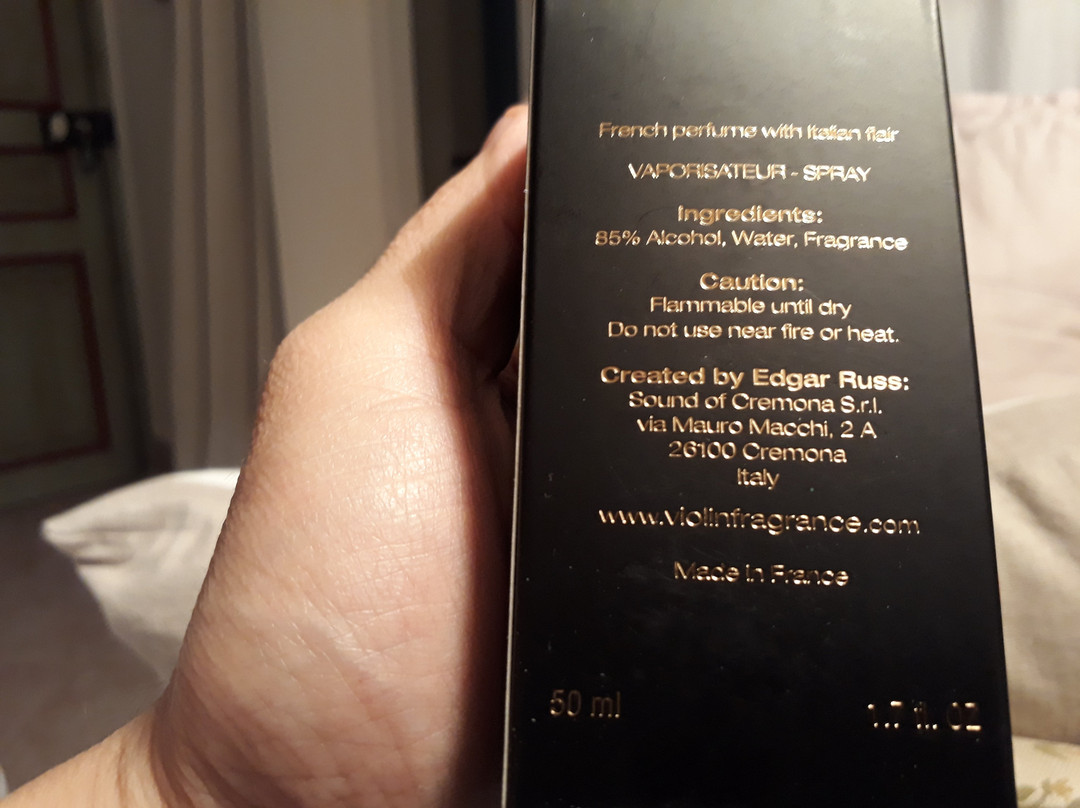 French perfume with Italian flair
VAPORISATEUR - SPRAY
Ingredients:
85% Alcohol, Water, Fragrance
Caution:
Flammable until dry
Do not use near fire or heat.
Created by Edgar Russ:
Sound of Cremona S.r.l.
via Mauro Macchi, 2 A
26100 Cremona
Italy
www.violinfragrance.com
Made in France
50 ml
1.7 fl. oz